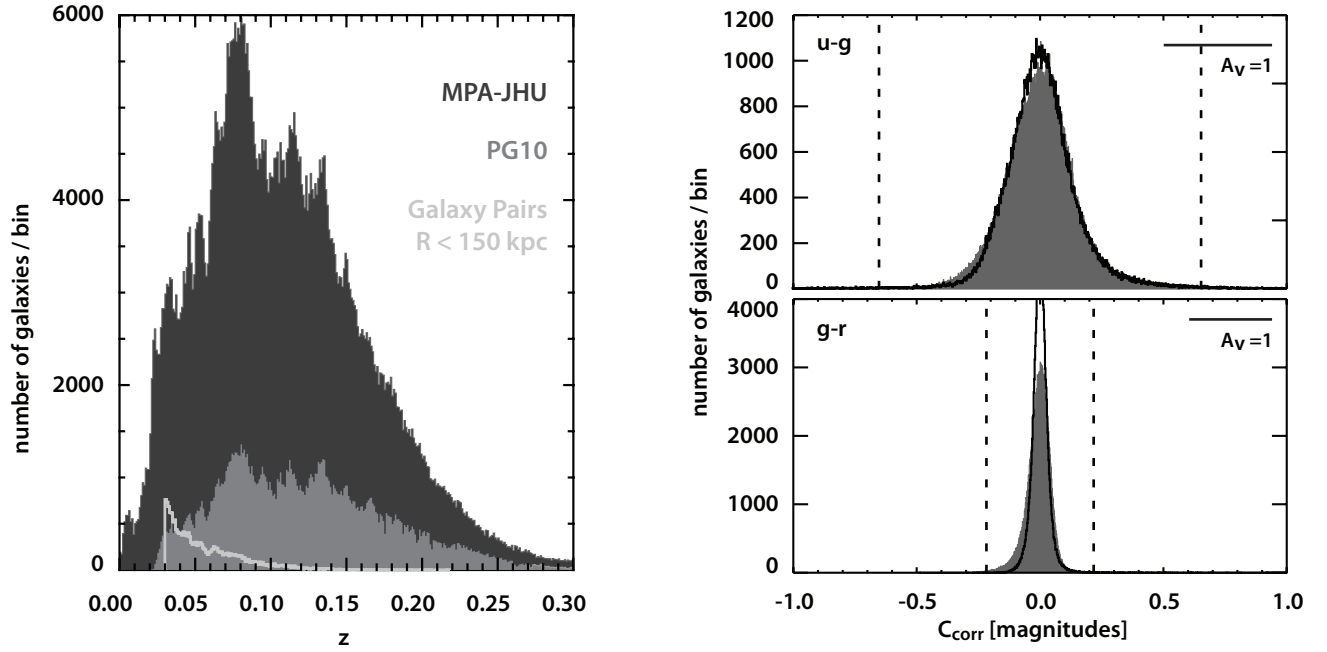 6000
4000
2000
0
number of galaxies / bin
MPA-JHU
PG10
Galaxy Pairs
R < 150 kpc
0.00 0.05 0.10 0.15 0.20 0.25 0.30
z
1200
1000
800
600
400
200
0
u-g
Av =1
number of galaxies / bin
4000
3000
2000
1000
0
g-r
Av =1
-1.0 -0.5 0.0 0.5 1.0
Ccorr [magnitudes]